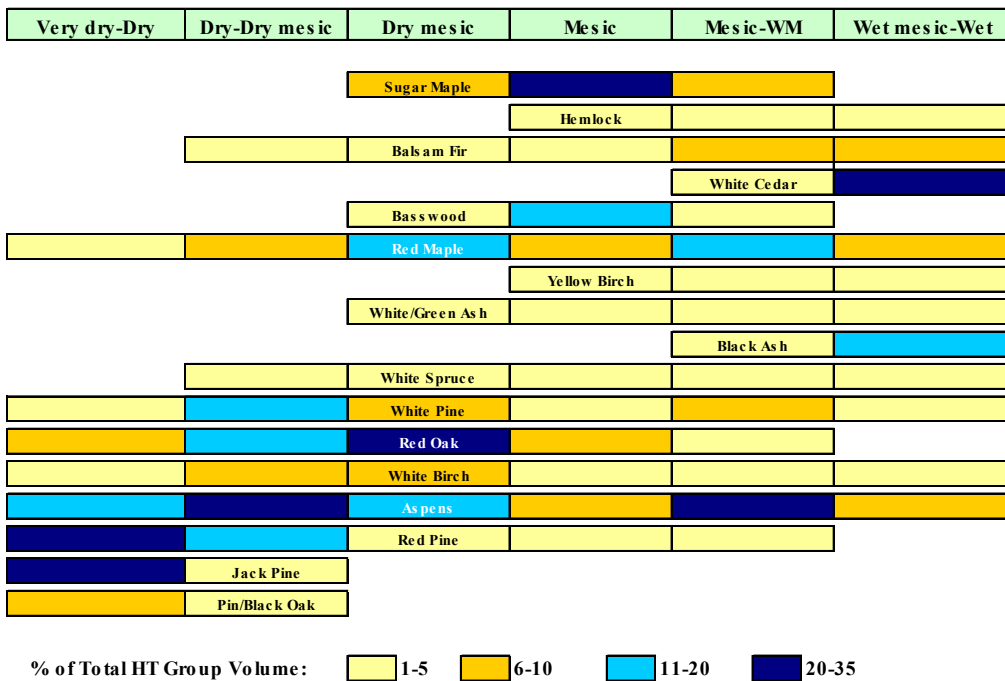 Very dry-Dry Dry-Dry mesic Dry mesic Mesic Mesic-WM Wet mesic-Wet
Sugar Maple
Hemlock
Balsam Fir
White Cedar
Basswood
Red Maple
Yellow Birch
White/Green Ash
Black Ash
White Spruce
White Pine
Red Oak
White Birch
Aspens
Red Pine
Jack Pine
Pin/Black Oak
% of Total HT Group Volume: 1-5 6-10 11-20 20-35